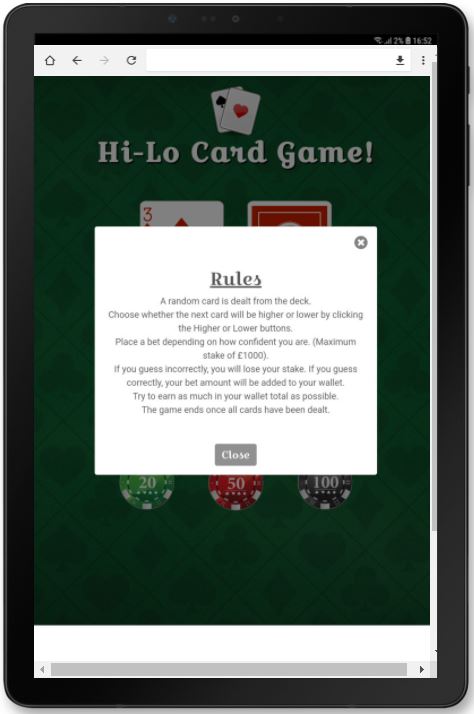 2% 16:52
Hi-Lo Card Game!
3
Rules
A random card is dealt from the deck.
Choose whether the next card will be higher or lower by clicking
the Higher or Lower buttons.
Place a bet depending on how confident you are. (Maximum
stake of £1000).
If you guess incorrectly, you will lose your stake. If you guess
correctly, your bet amount will be added to your wallet.
Try to earn as much in your wallet total as possible.
The game ends once all cards have been dealt.
Close
20 50 100